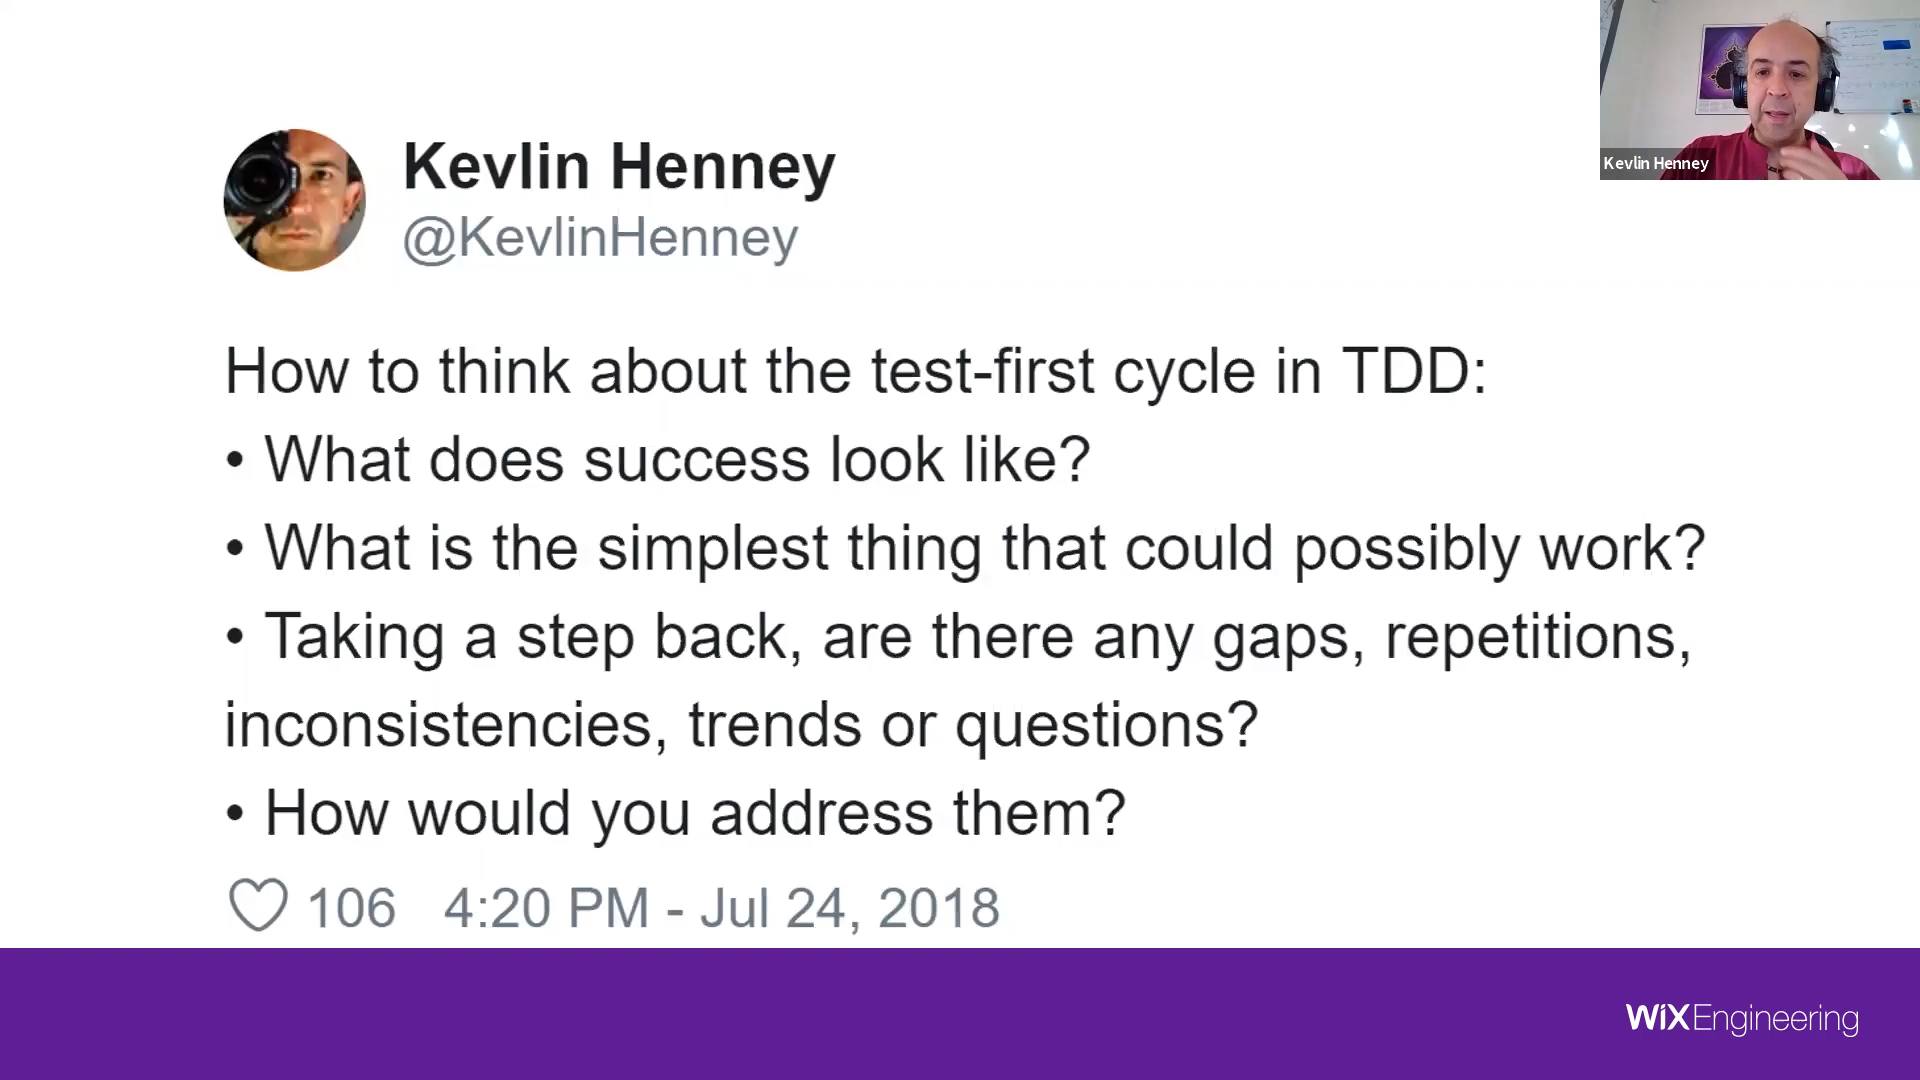 Kevlin Henney
Kevlin Henney
@KevlinHenney
How to think about the test-first cycle in TDD:
• What does success look like?
• What is the simplest thing that could possibly work?
• Taking a step back, are there any gaps, repetitions,
inconsistencies, trends or questions?
• How would you address them?
106 4:20 PM - Jul 24, 2018
WiX Engineering